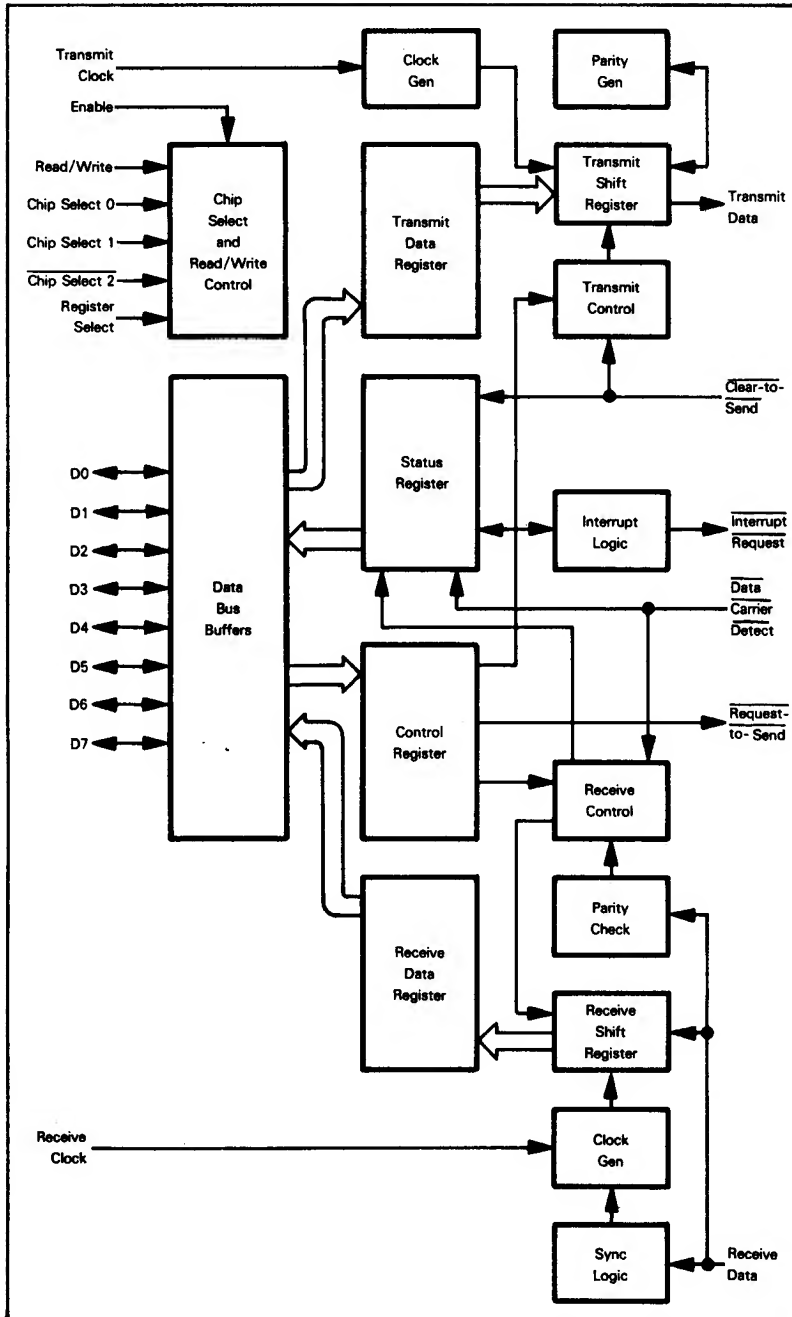 Transmit
Clock
Clock
Gen
Parity
Gen
Enable
Read/Write
Chip Select 0
Chip Select 1
Chip Select 2
Register
Select
Chip
Select
and
Read/Write
Control
Transmit
Data
Register
Transmit
Shift
Register
Transmit
Data
Transmit
Control
Clear-to-
Send
D0
D1
D2
D3
D4
D5
D6
D7
Data
Bus
Buffers
Status
Register
Interrupt
Logic
Interrupt
Request
Data
Carrier
Detect
Control
Register
Request-
to-Send
Receive
Control
Parity
Check
Receive
Data
Register
Receive
Shift
Register
Receive
Clock
Clock
Gen
Sync
Logic
Receive
Data